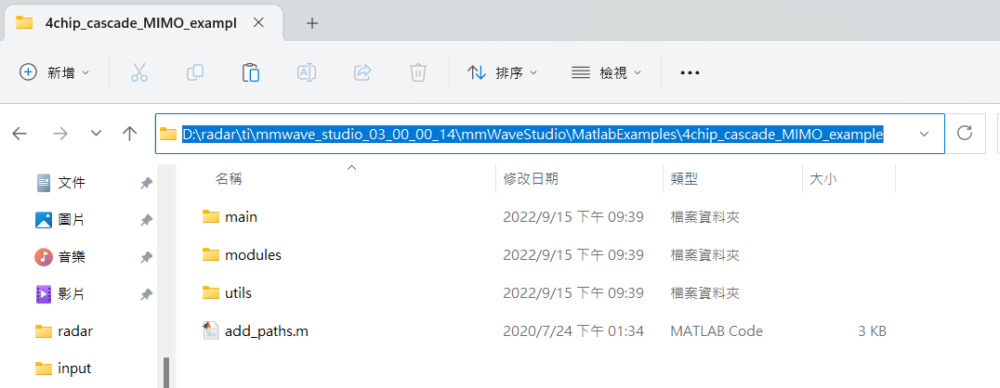 4chip_cascade_MIMO_exampl
新增
排序
檢視
D:\radar\ti\mmwave_studio_03_00_00_14\mmWaveStudio\MatlabExamples\4chip_cascade_MIMO_example
文件
圖片
音樂
影片
radar
input
名稱 修改日期 類型 大小
main 2022/9/15 下午 09:39 檔案資料夾
modules 2022/9/15 下午 09:39 檔案資料夾
utils 2022/9/15 下午 09:39 檔案資料夾
add_paths.m 2020/7/24 下午 01:34 MATLAB Code 3 KB